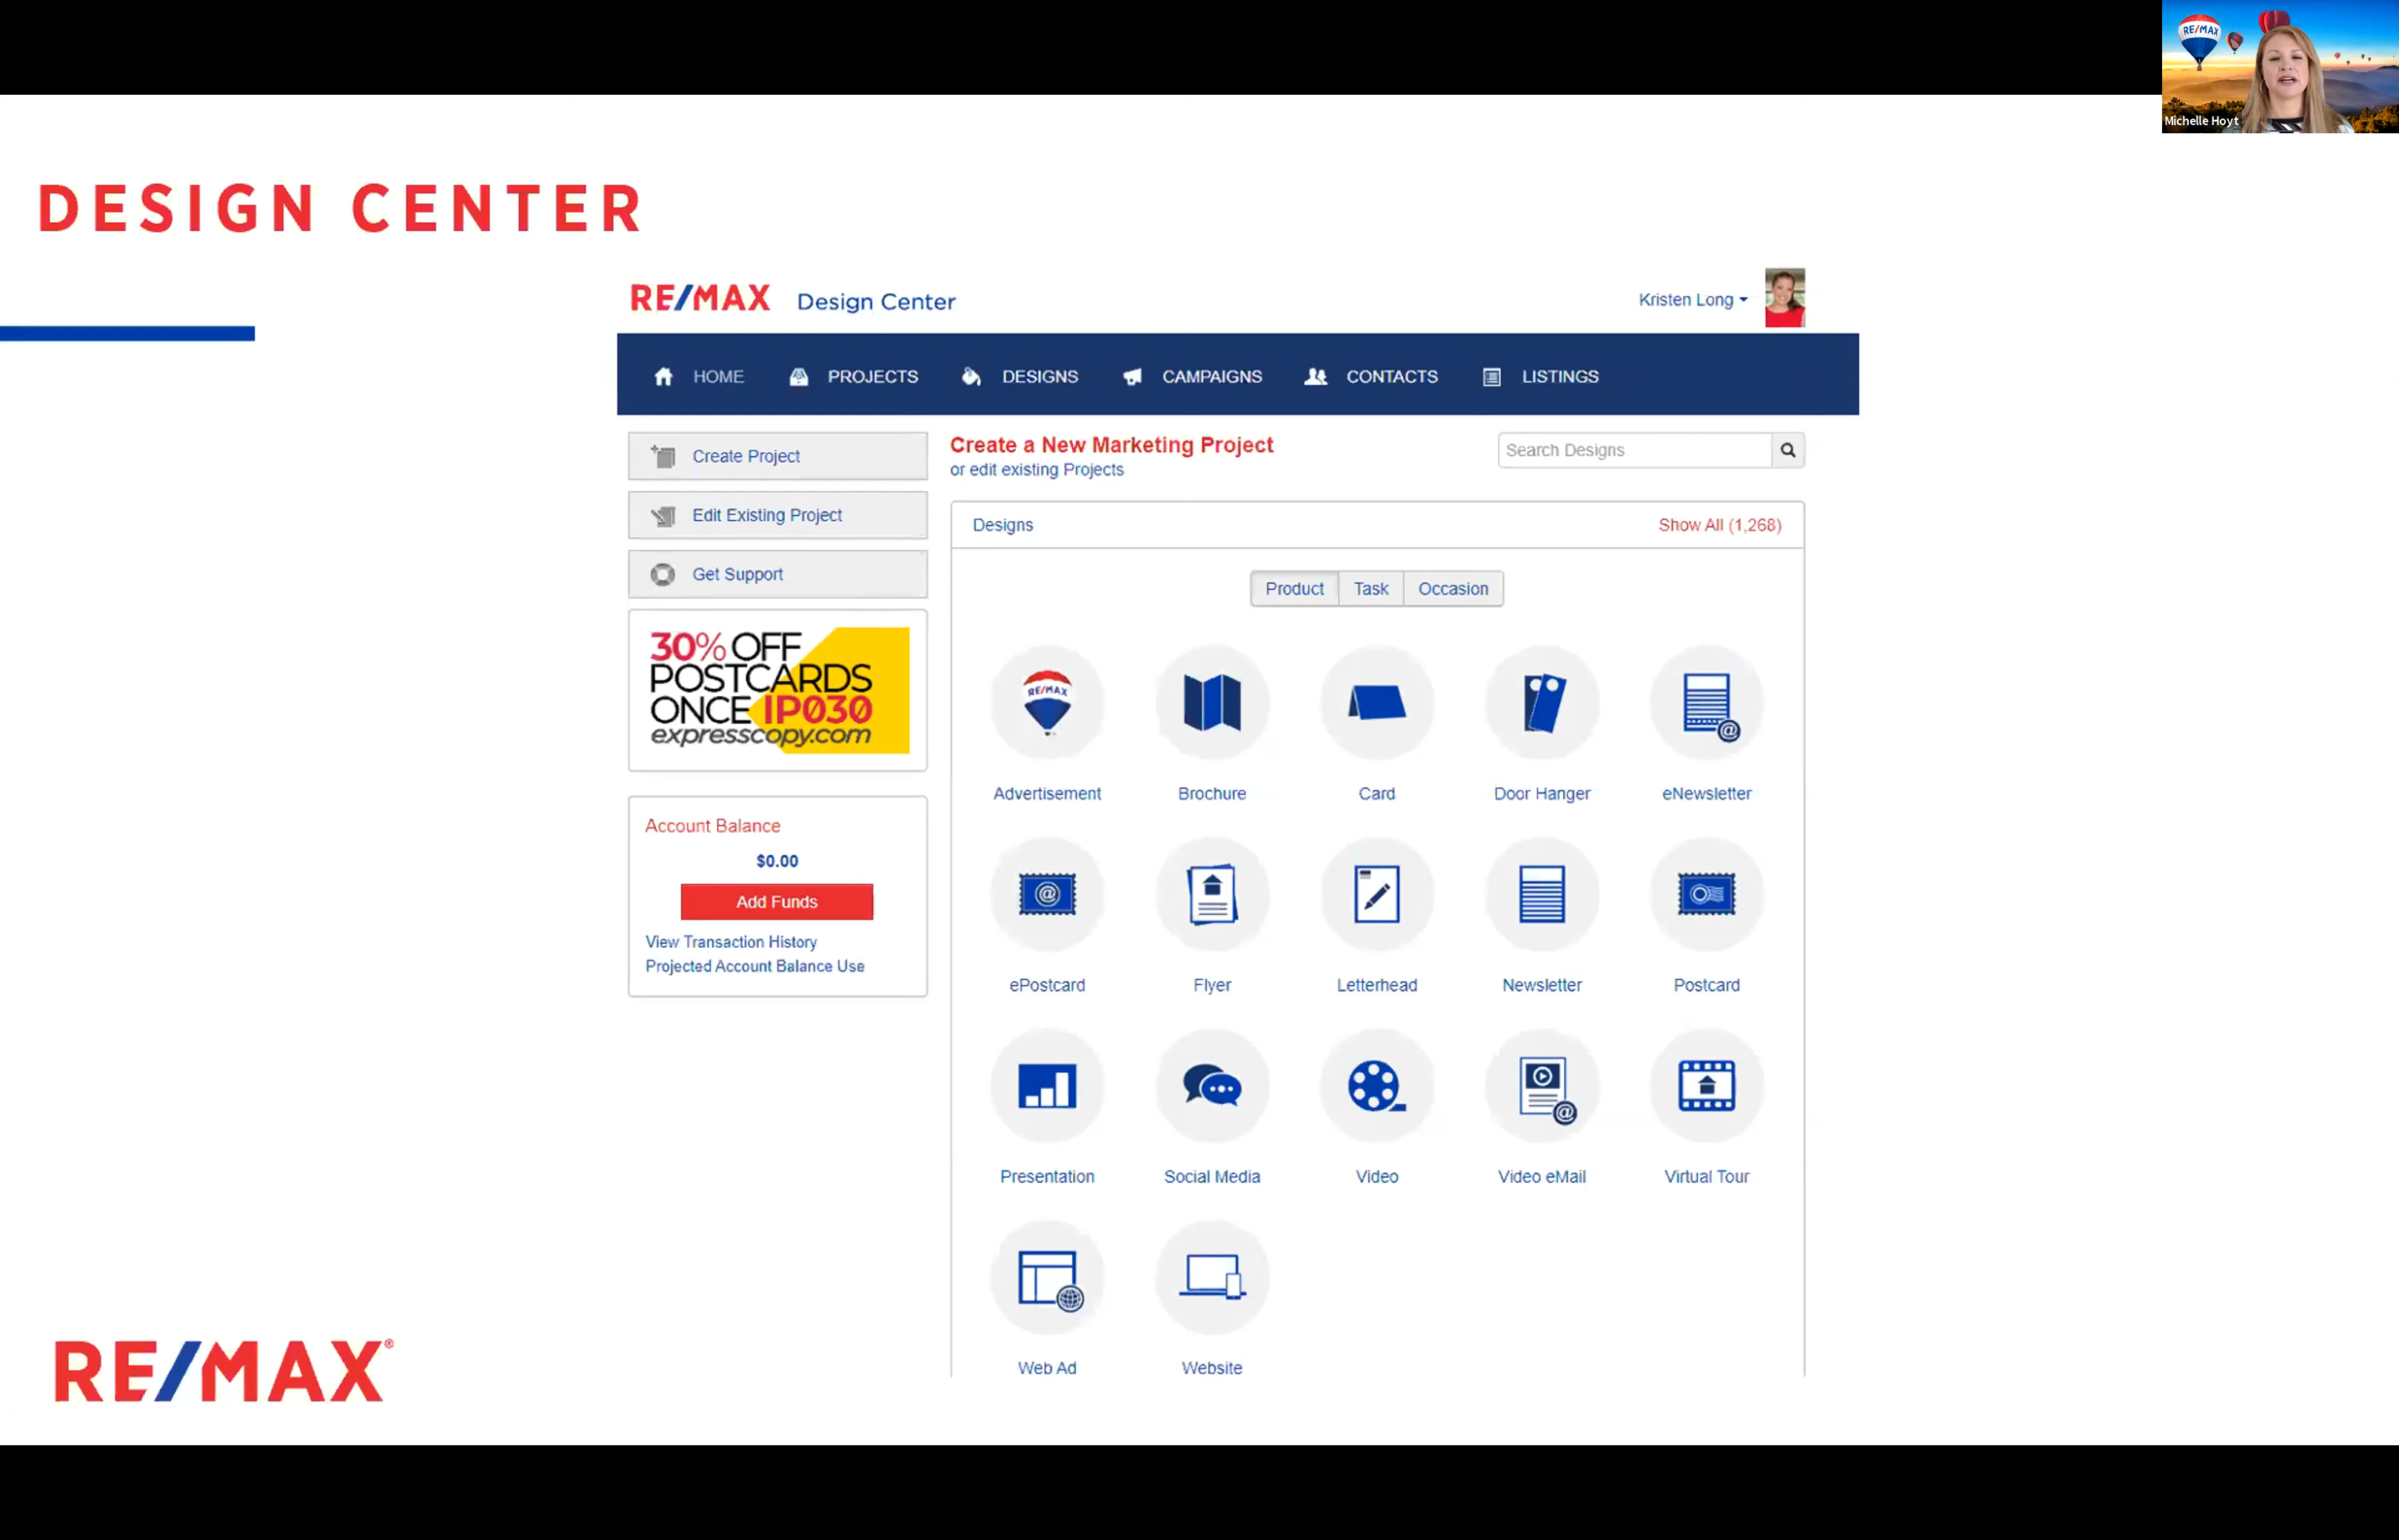 RE/MAX
Michelle Hoyt
DESIGN CENTER
RE/MAX Design Center
Kristen Long
HOME PROJECTS DESIGNS CAMPAIGNS CONTACTS LISTINGS
Create Project
Edit Existing Project
Get Support
30% OFF
POSTCARDS
ONCE IP030
expresscopy.com
Account Balance
$0.00
Add Funds
View Transaction History
Projected Account Balance Use
Create a New Marketing Project
or edit existing Projects
Search Designs
Designs Show All (1,268)
Product Task Occasion
RE/MAX
Advertisement Brochure Card Door Hanger eNewsletter
ePostcard Flyer Letterhead Newsletter Postcard
Presentation Social Media Video Video eMail Virtual Tour
Web Ad Website
RE/MAX®